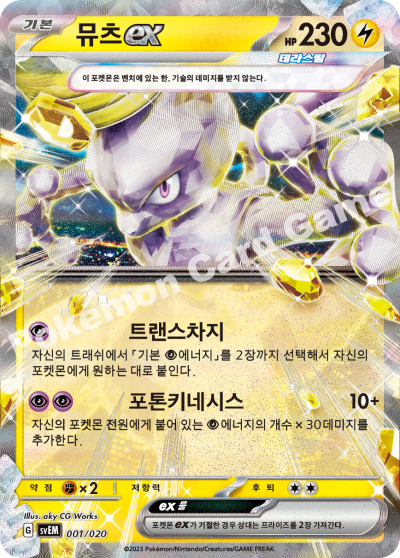 기본
뮤츠ex
HP 230
테라스탈
이 포켓몬은 벤치에 있는 한, 기술의 데미지를 받지 않는다.
Pokémon Card Game
트랜스차지
자신의 트래쉬에서 「기본 에너지」를 2장까지 선택해서 자신의
포켓몬에게 원하는 대로 붙인다.
포톤키네시스 10+
자신의 포켓몬 전원에게 붙어 있는 에너지의 개수 × 30데미지를
추가한다.
약점 ×2 저항력 후퇴
Illus. aky CG Works
ex 룰
G svEM 001/020
포켓몬 ex가 기절한 경우 상대는 프라이즈를 2장 가져간다.
©2023 Pokémon/Nintendo/Creatures/GAME FREAK.